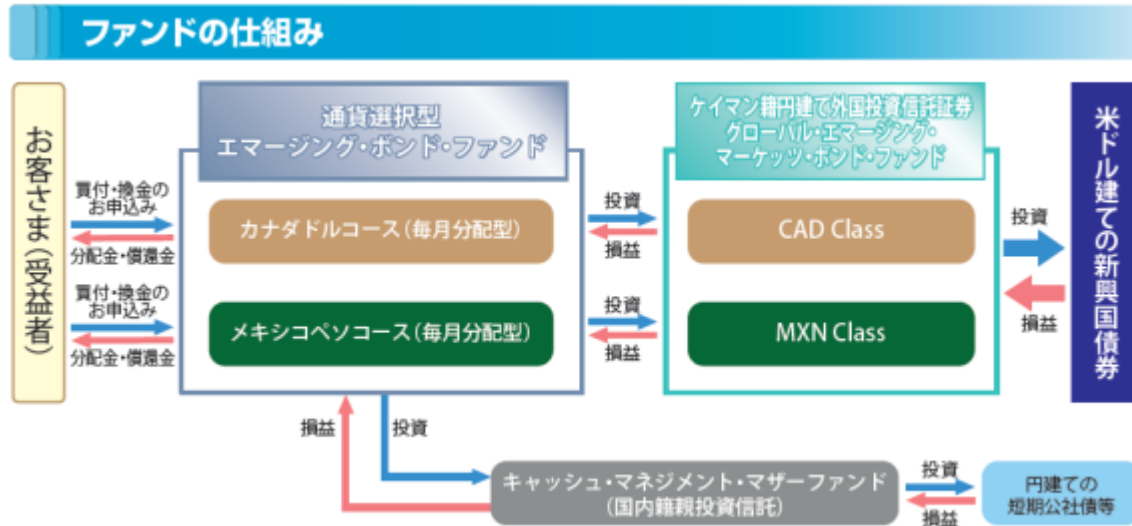 ファンドの仕組み
お客さま（受益者）
買付・換金の
お申込み
分配金・償還金
買付・換金の
お申込み
分配金・償還金
通貨選択型
エマージング・ボンド・ファンド
カナダドルコース（毎月分配型）
メキシコペソコース（毎月分配型）
投資
損益
投資
損益
ケイマン籍円建て外国投資信託証券
グローバル・エマージング・
マーケッツ・ボンド・ファンド
CAD Class
MXN Class
投資
損益
米ドル建ての新興国債券
損益
投資
キャッシュ・マネジメント・マザーファンド
（国内籍親投資信託）
投資
損益
円建ての
短期公社債等